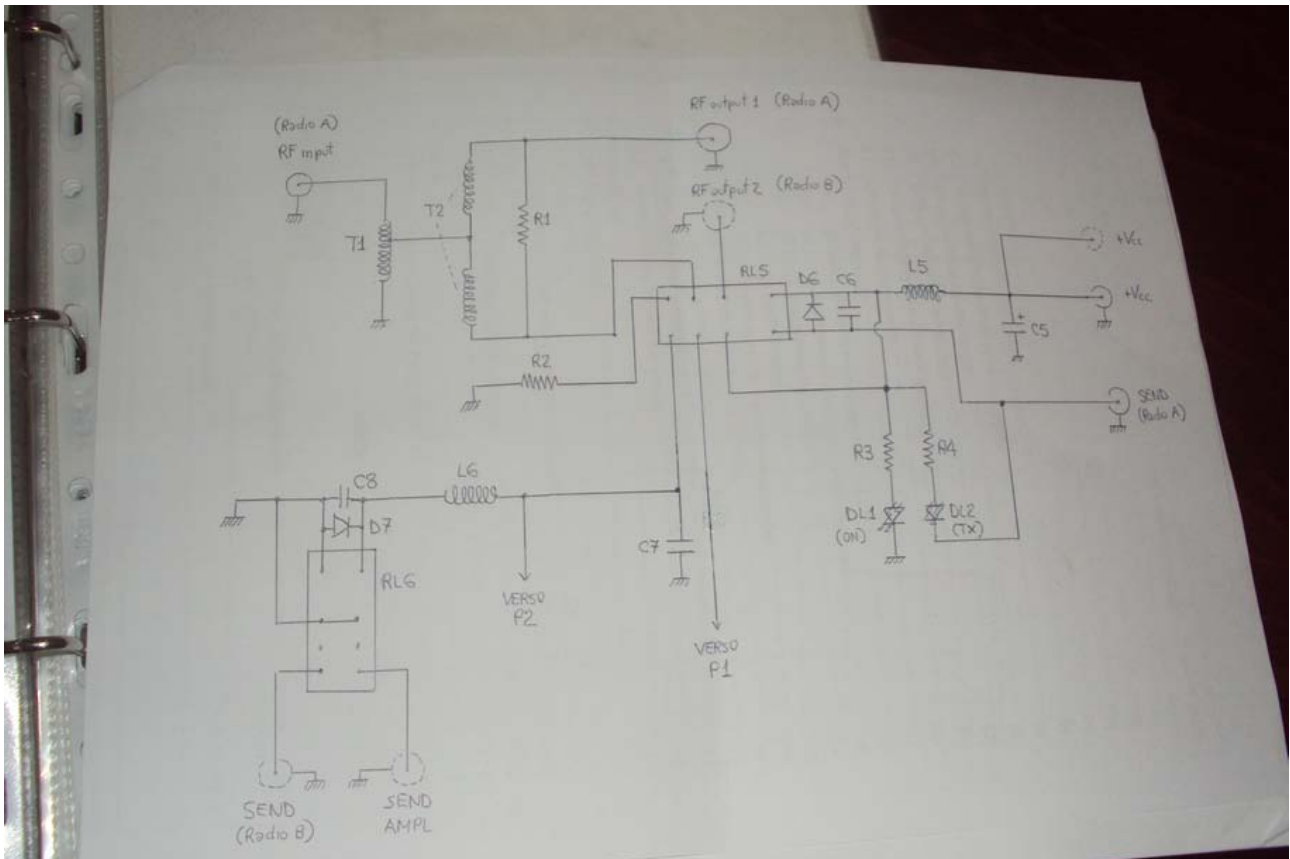 RF output 1 (Radio A)
(Radio A)
RF input
RF output 2 (Radio B)
T2
R1
T1
+Vcc
RL5
D6
C6
L5
+Vcc
C5
R2
SEND
(Radio A)
R3
R4
C8
L6
D7
DL1
(ON)
DL2
(TX)
C7
RL6
VERSO
P2
VERSO
P1
SEND
(Radio B)
SEND
AMPL